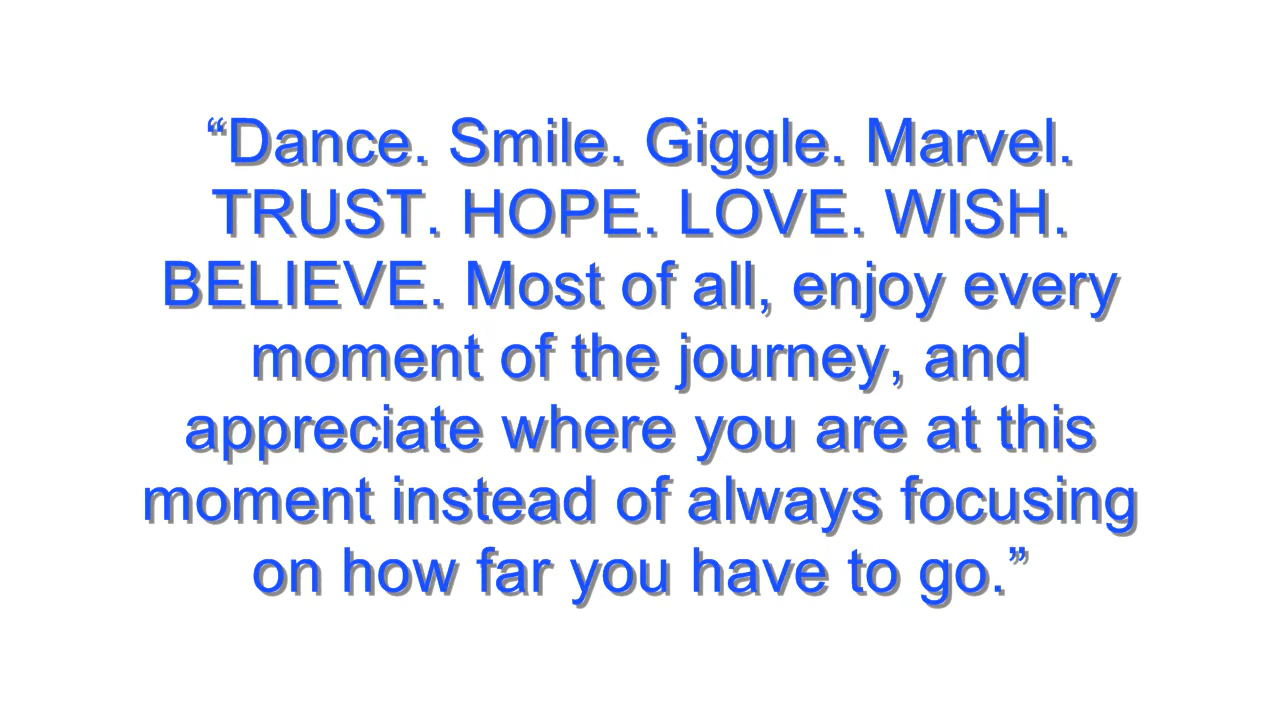 “Dance. Smile. Giggle. Marvel.
TRUST. HOPE. LOVE. WISH.
BELIEVE. Most of all, enjoy every
moment of the journey, and
appreciate where you are at this
moment instead of always focusing
on how far you have to go.”